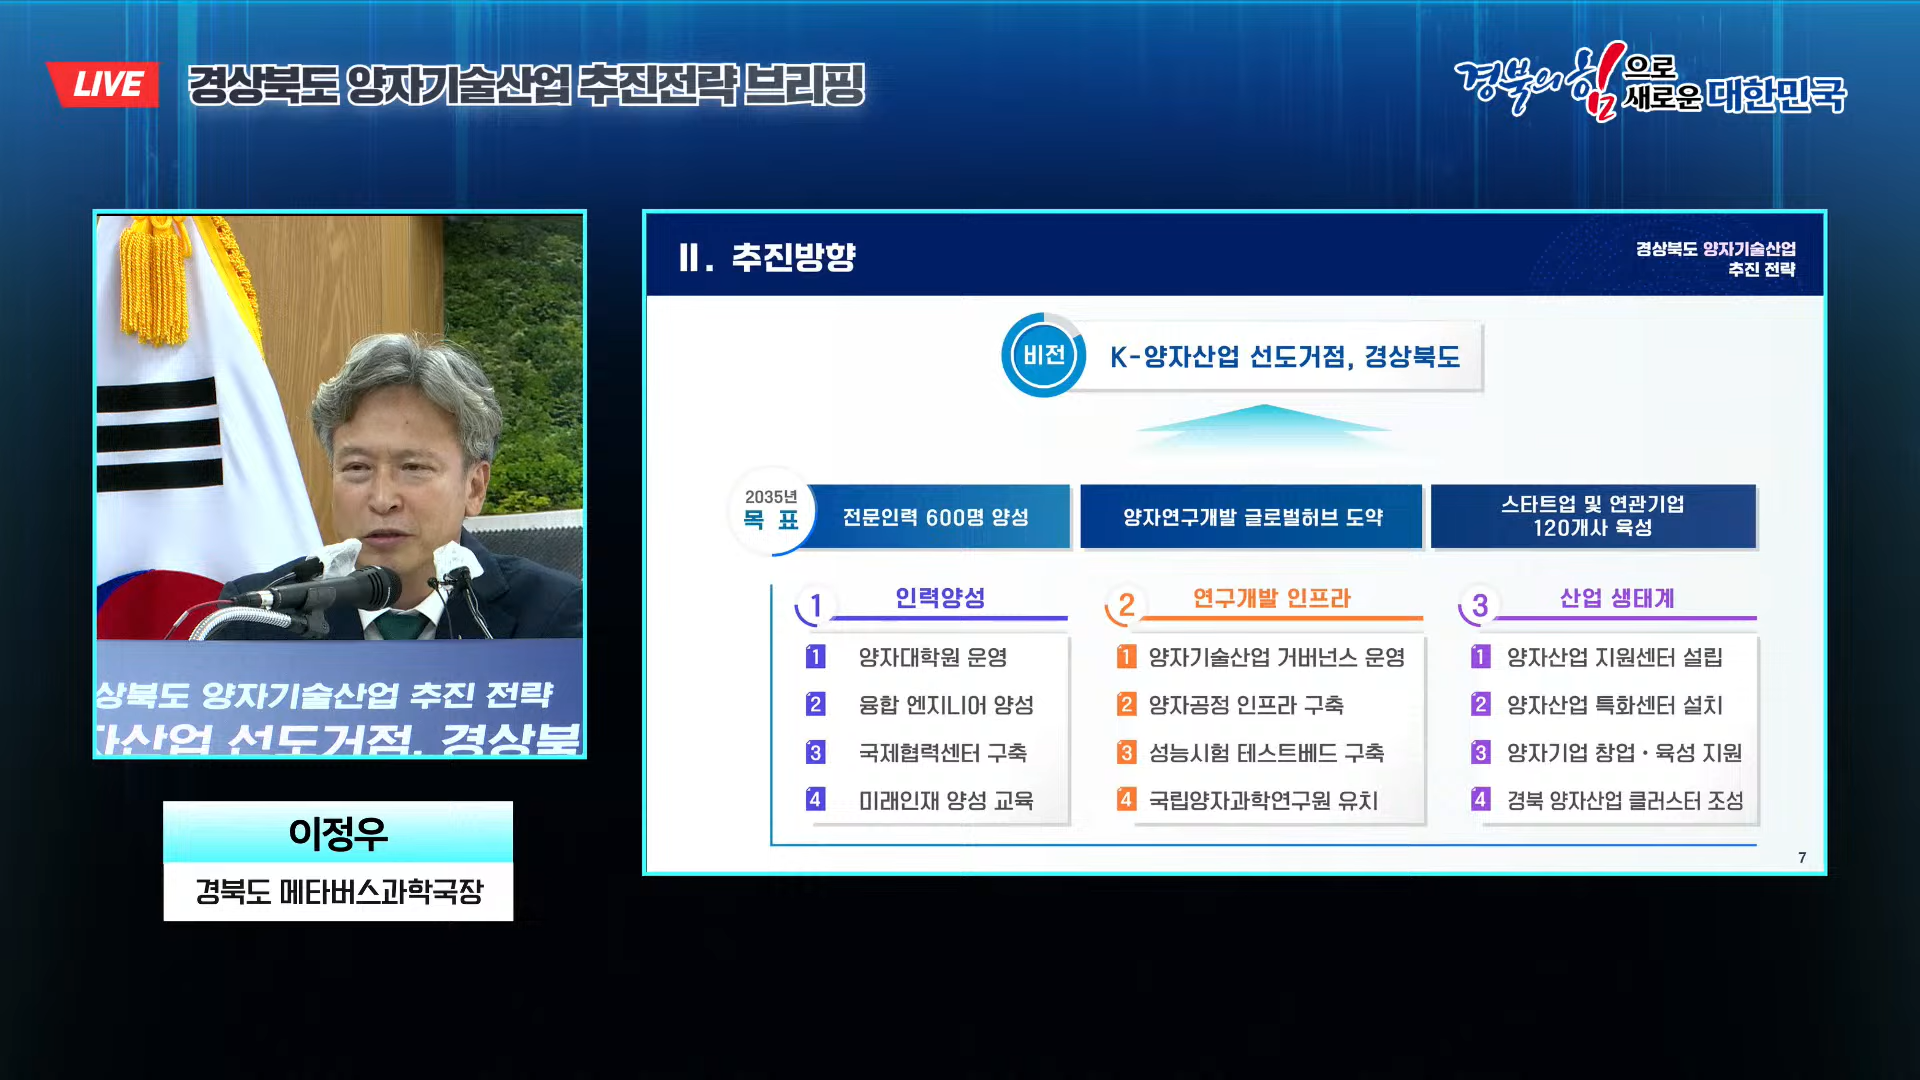 LIVE
경상북도 양자기술산업 추진전략 브리핑
경북의 힘!으로
새로운 대한민국
Ⅱ. 추진방향
경상북도 양자기술산업
추진 전략
비전
K-양자산업 선도거점, 경상북도
2035년
목 표
전문인력 600명 양성
양자연구개발 글로벌허브 도약
스타트업 및 연관기업
120개사 육성
1 인력양성
1 양자대학원 운영
2 융합 엔지니어 양성
3 국제협력센터 구축
4 미래인재 양성 교육
2 연구개발 인프라
1 양자기술산업 거버넌스 운영
2 양자공정 인프라 구축
3 성능시험 테스트베드 구축
4 국립양자과학연구원 유치
3 산업 생태계
1 양자산업 지원센터 설립
2 양자산업 특화센터 설치
3 양자기업 창업·육성 지원
4 경북 양자산업 클러스터 조성
7
상북도 양자기술산업 추진 전략
자산업 선도거점, 경상북
이정우
경북도 메타버스과학국장